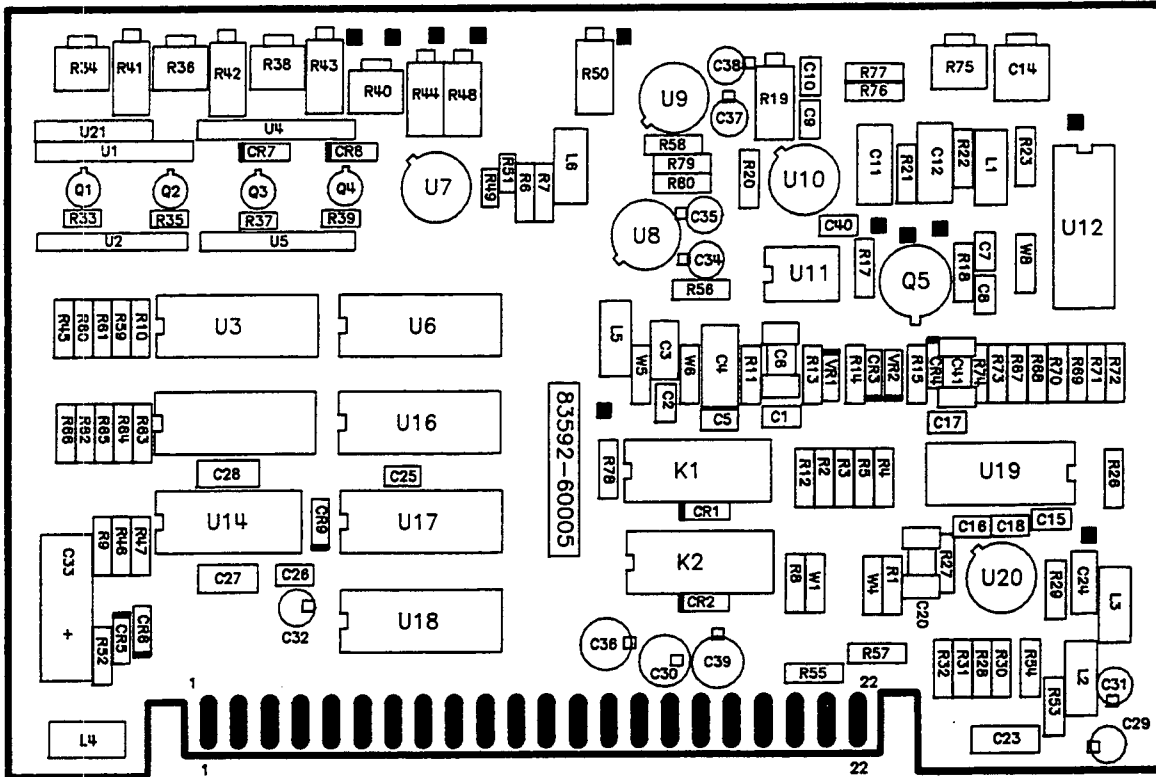 R34 R41 R36 R42 R38 R43 R40 R44 R48 R50 C38 C37 U9 R19 C10 C9 R77 R76 R75 C14
U21 U4
U1 CR7 CR8
Q1 Q2 Q3 Q4 U7 R49 R51 R6 R7 L6 R58 R79 R80 R20 U10 C11 R21 C12 R22 L1 R23 U12
R33 R35 R37 R39
U2 U5 U8 C35 C34 R56 C40 U11 R17 Q5 R18 C7 C8 W8
R45 R80 R61 R59 R10 U3 U6 L5 W5 C3 W6 C4 R11 C6 R13 VR1 R14 CR3 VR2 R15 CR4 C41 R74 R73 R67 R68 R70 R69 R71 R72
C2 C5 C1 C17
R66 R82 R65 R64 R63 U16
C28 C25 83592-60005 R78 K1 R12 R2 R3 R5 R4 U19 R26
CR1
C33 + R9 R46 R47 U14 CR9 U17 K2 C16 C18 C15
C27 C26 CR2 R8 W1 W4 R1 C20 R27 U20 R29 C24 L3
R52 CR5 CR6 C32 U18 C36 C30 C39 R57 R55 R32 R31 R28 R30 R54 R53 L2 C31
1 22
L4 C23 C29
1 22